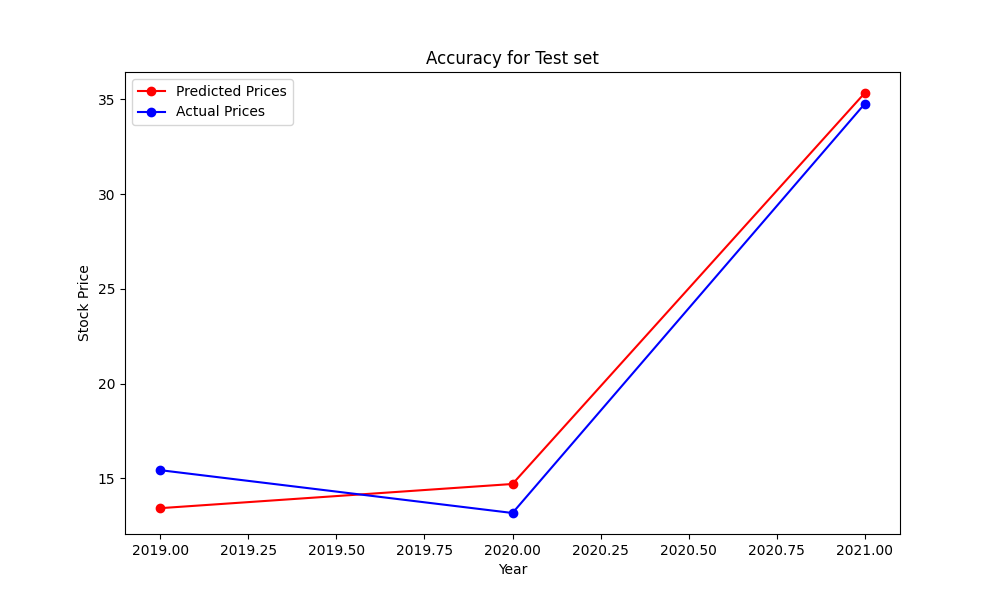 Accuracy for Test set
Predicted Prices
Actual Prices
35
30
25
20
15
Stock Price
2019.00 2019.25 2019.50 2019.75 2020.00 2020.25 2020.50 2020.75 2021.00
Year